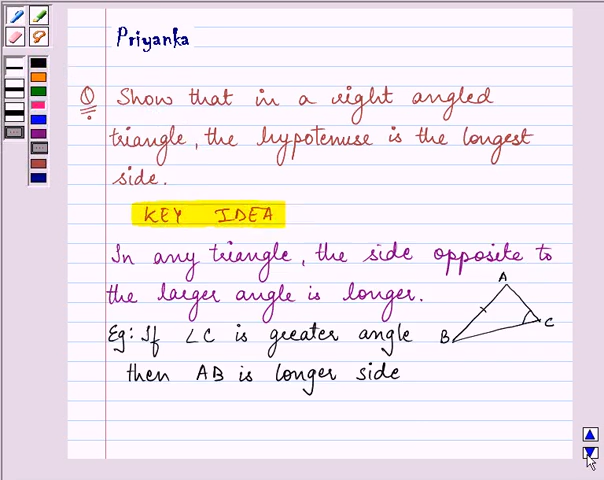 Priyanka
Q Show that in a right angled
triangle, the hypotenuse is the longest
side.
KEY IDEA
In any triangle, the side opposite to
the larger angle is longer.
A
Eg: If ∠C is greater angle
B
C
then AB is longer side